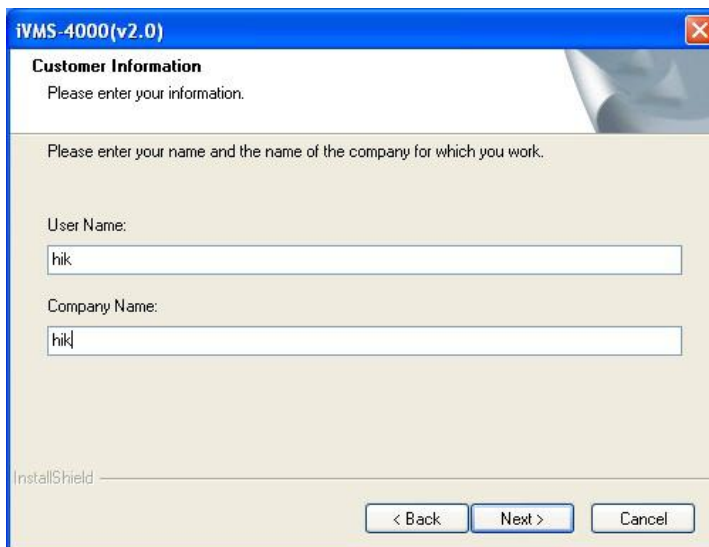 iVMS-4000(v2.0)
Customer Information
Please enter your information.
Please enter your name and the name of the company for which you work.
User Name:
hik
Company Name:
hik
InstallShield
< Back Next > Cancel